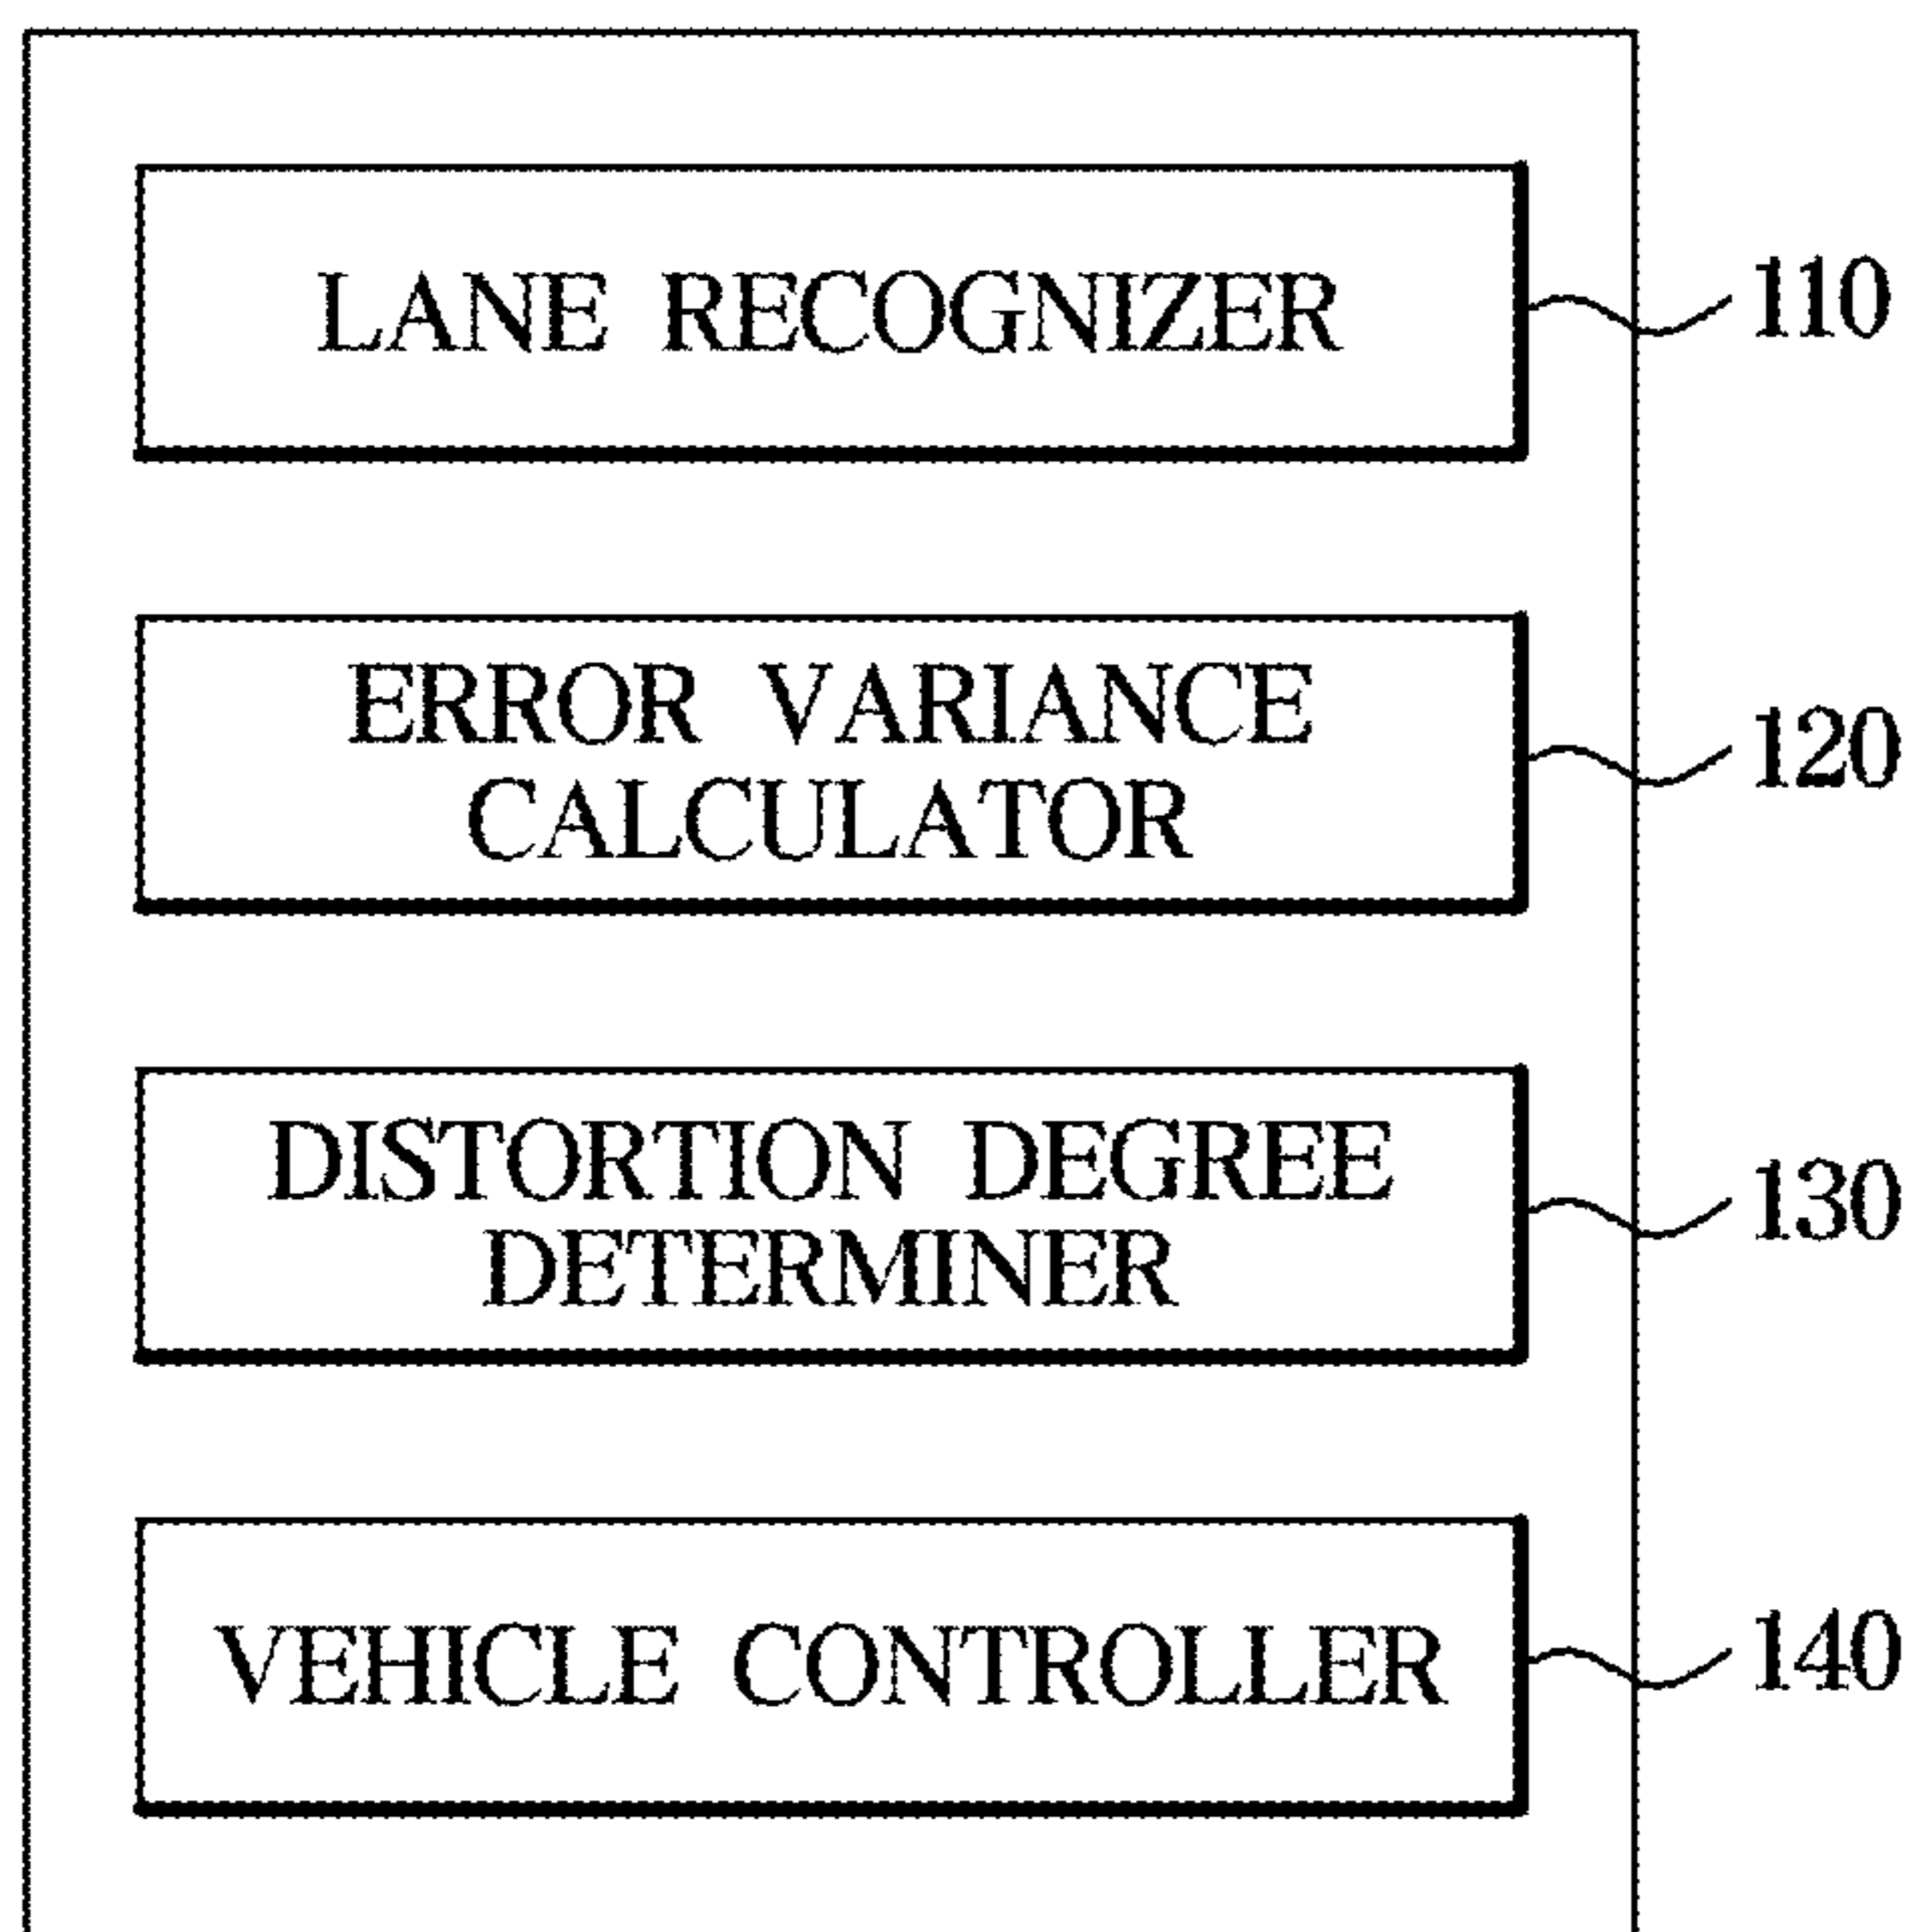 LANE RECOGNIZER
110
ERROR VARIANCE
CALCULATOR
120
DISTORTION DEGREE
DETERMINER
130
VEHICLE CONTROLLER
140